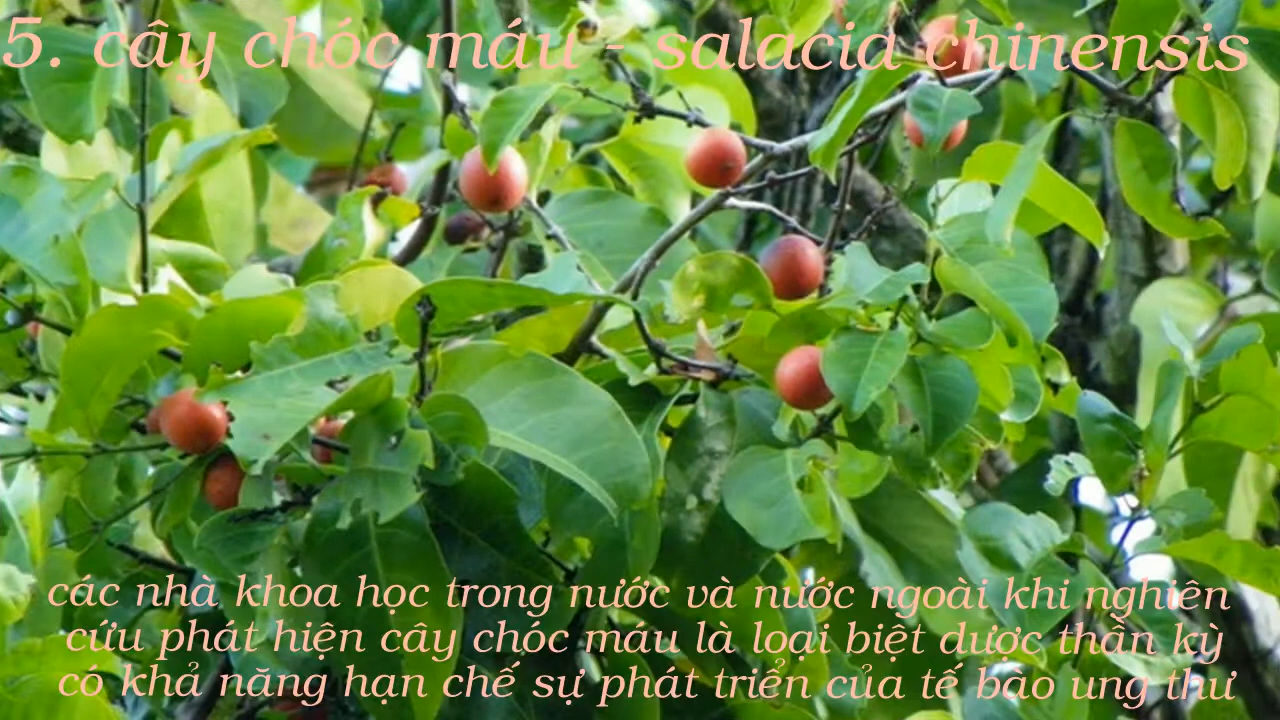 5. cây chóc máu - salacia chinensis
các nhà khoa học trong nước và nước ngoài khi nghiên
cứu phát hiện cây chóc máu là loại biệt dược thần kỳ
có khả năng hạn chế sự phát triển của tế bào ung thư